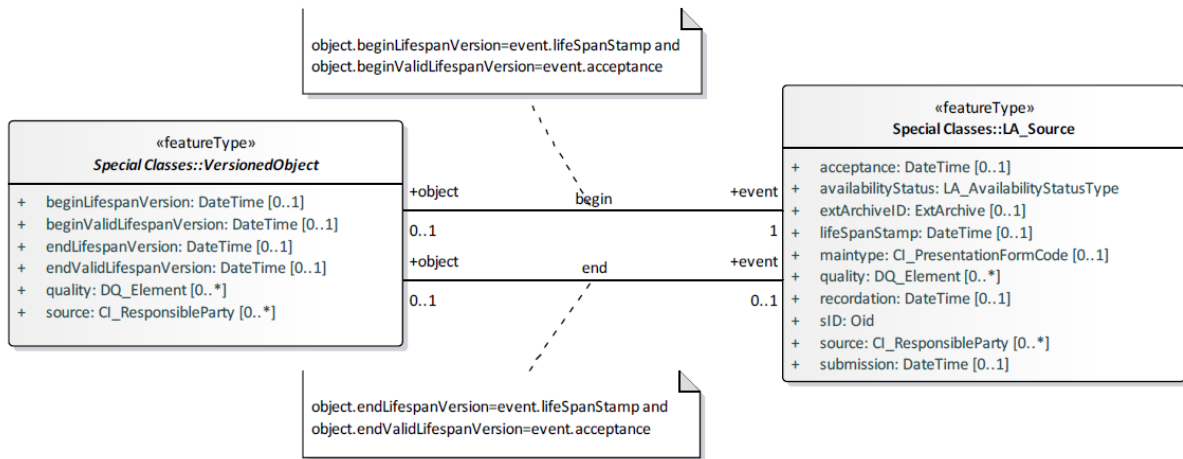 object.beginLifespanVersion=event.lifeSpanStamp and
object.beginValidLifespanVersion=event.acceptance
«featureType»
Special Classes::VersionedObject
+ beginLifespanVersion: DateTime [0..1]
+ beginValidLifespanVersion: DateTime [0..1]
+ endLifespanVersion: DateTime [0..1]
+ endValidLifespanVersion: DateTime [0..1]
+ quality: DQ_Element [0..*]
+ source: CI_ResponsibleParty [0..*]
+object
begin
+event
0..1
1
+object
end
+event
0..1
0..1
«featureType»
Special Classes::LA_Source
+ acceptance: DateTime [0..1]
+ availabilityStatus: LA_AvailabilityStatusType
+ extArchiveID: ExtArchive [0..1]
+ lifeSpanStamp: DateTime [0..1]
+ maintype: CI_PresentationFormCode [0..1]
+ quality: DQ_Element [0..*]
+ recordation: DateTime [0..1]
+ sID: Oid
+ source: CI_ResponsibleParty [0..*]
+ submission: DateTime [0..1]
object.endLifespanVersion=event.lifeSpanStamp and
object.endValidLifespanVersion=event.acceptance